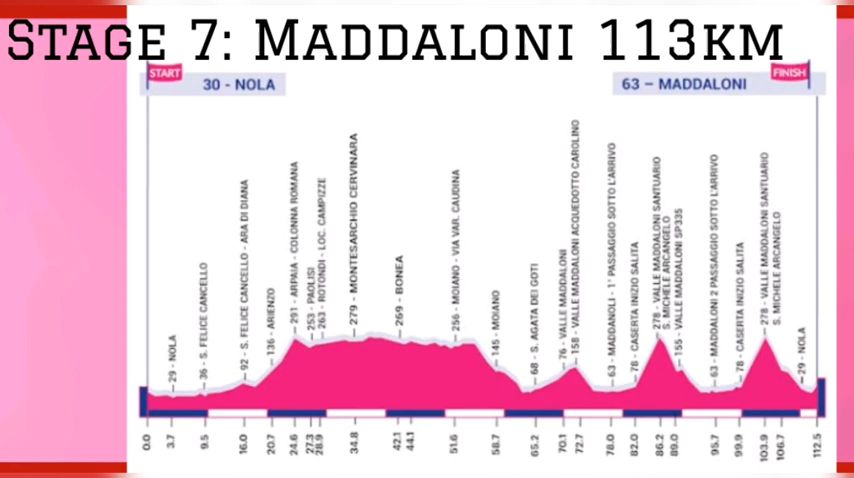 STAGE 7: MADDALONI 113KM
START
FINISH
30 - NOLA
63 – MADDALONI
29 - NOLA
36 - S. FELICE CANCELLO
92 - S. FELICE CANCELLO - ARA DI DIANA
136 - ARIENZO
291 - ARPAIA - COLONNA ROMANA
253 - PAOLISI
263 - ROTONDI - LOC. CAMPIZZE
279 - MONTESARCHIO CERVINARA
269 - BONEA
256 - MOIANO - VIA VAR. CAUDINA
145 - MOIANO
68 - S. AGATA DEI GOTI
76 - VALLE MADDALONI
158 - VALLE MADDALONI ACQUEDOTTO CAROLINO
63 - MADDANOLI - 1° PASSAGGIO SOTTO L'ARRIVO
78 - CASERTA INIZIO SALITA
278 - VALLE MADDALONI SANTUARIO
S. MICHELE ARCANGELO
155 - VALLE MADDALONI SP335
63 - MADDALONI 2 PASSAGGIO SOTTO L'ARRIVO
78 - CASERTA INIZIO SALITA
278 - VALLE MADDALONI SANTUARIO
S. MICHELE ARCANGELO
29 - NOLA
0.0
3.7
9.5
16.0
20.7
24.6
27.3
28.9
34.8
42.1
44.1
51.6
58.7
65.2
70.1
72.7
78.0
82.0
86.2
89.0
95.7
99.9
103.9
106.7
112.5